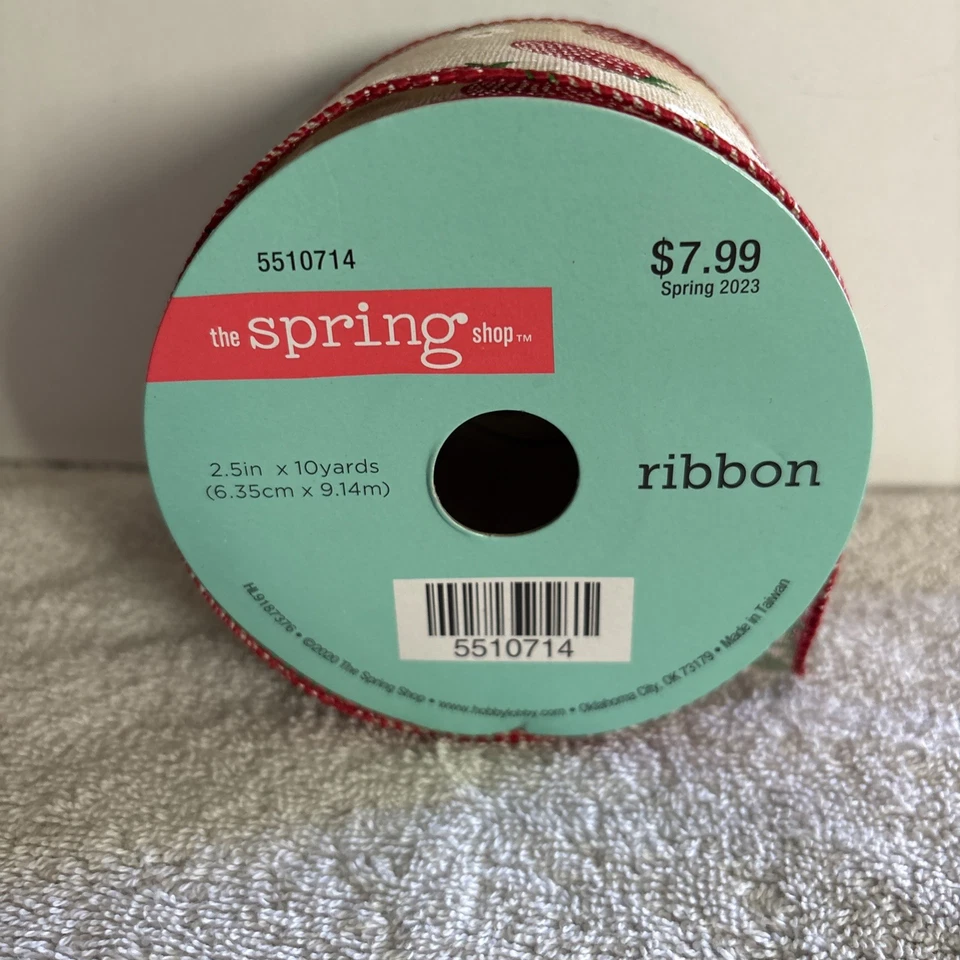 5510714
$7.99
Spring 2023
the spring shop™
2.5in x 10yards
(6.35cm x 9.14m)
ribbon
5510714
HL9187376 • ©2020 The Spring Shop • www.hobbylobby.com • Oklahoma City, OK 73179 • Made in Taiwan